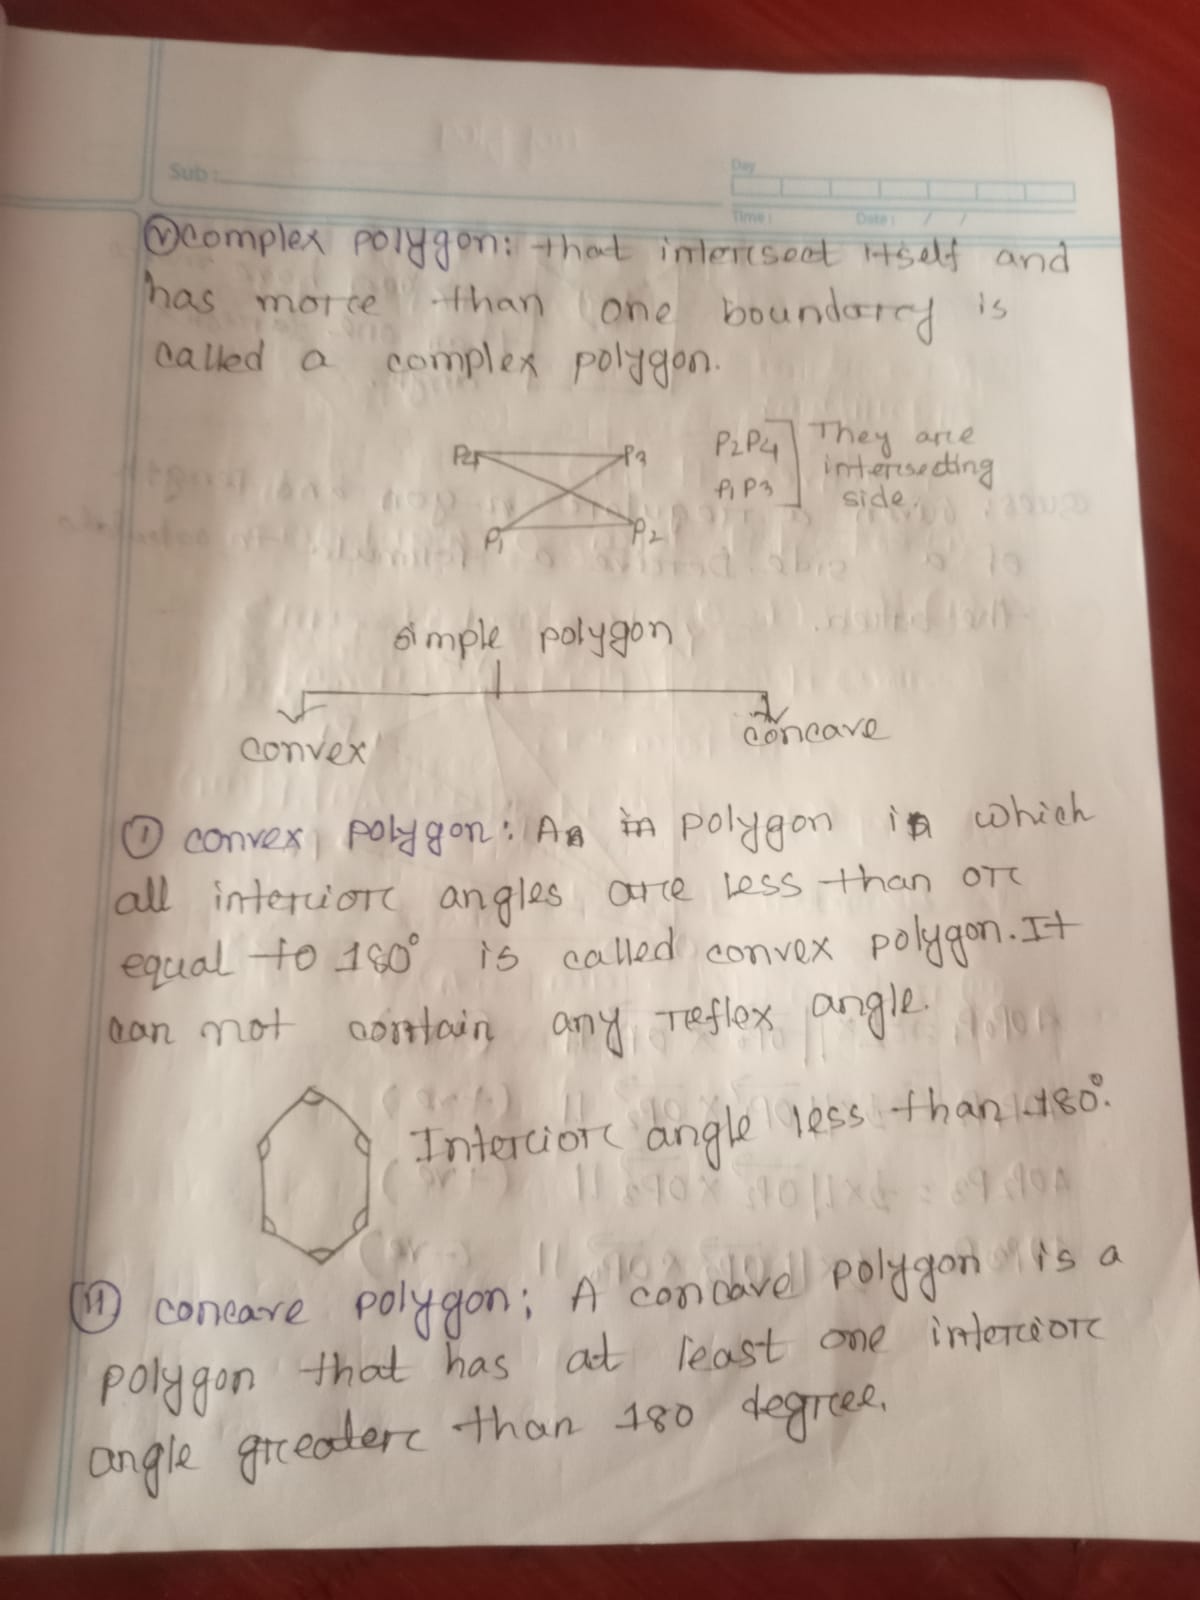 Sub:
Day
Time: Date: / /
(v) complex polygon: that intersect itself and
has more than one boundary is
called a complex polygon.
P4 P3 P2P4 They are
P1P3 intersecting
side.
P1 P2
simple polygon
convex concave
(i) convex polygon: A polygon in which
all interior angles are less than or
equal to 180° is called convex polygon. It
can not contain any reflex angle.
Interior angle less than 180°.
(ii) concave polygon; A concave polygon is a
polygon that has at least one interior
angle greater than 180 degree.